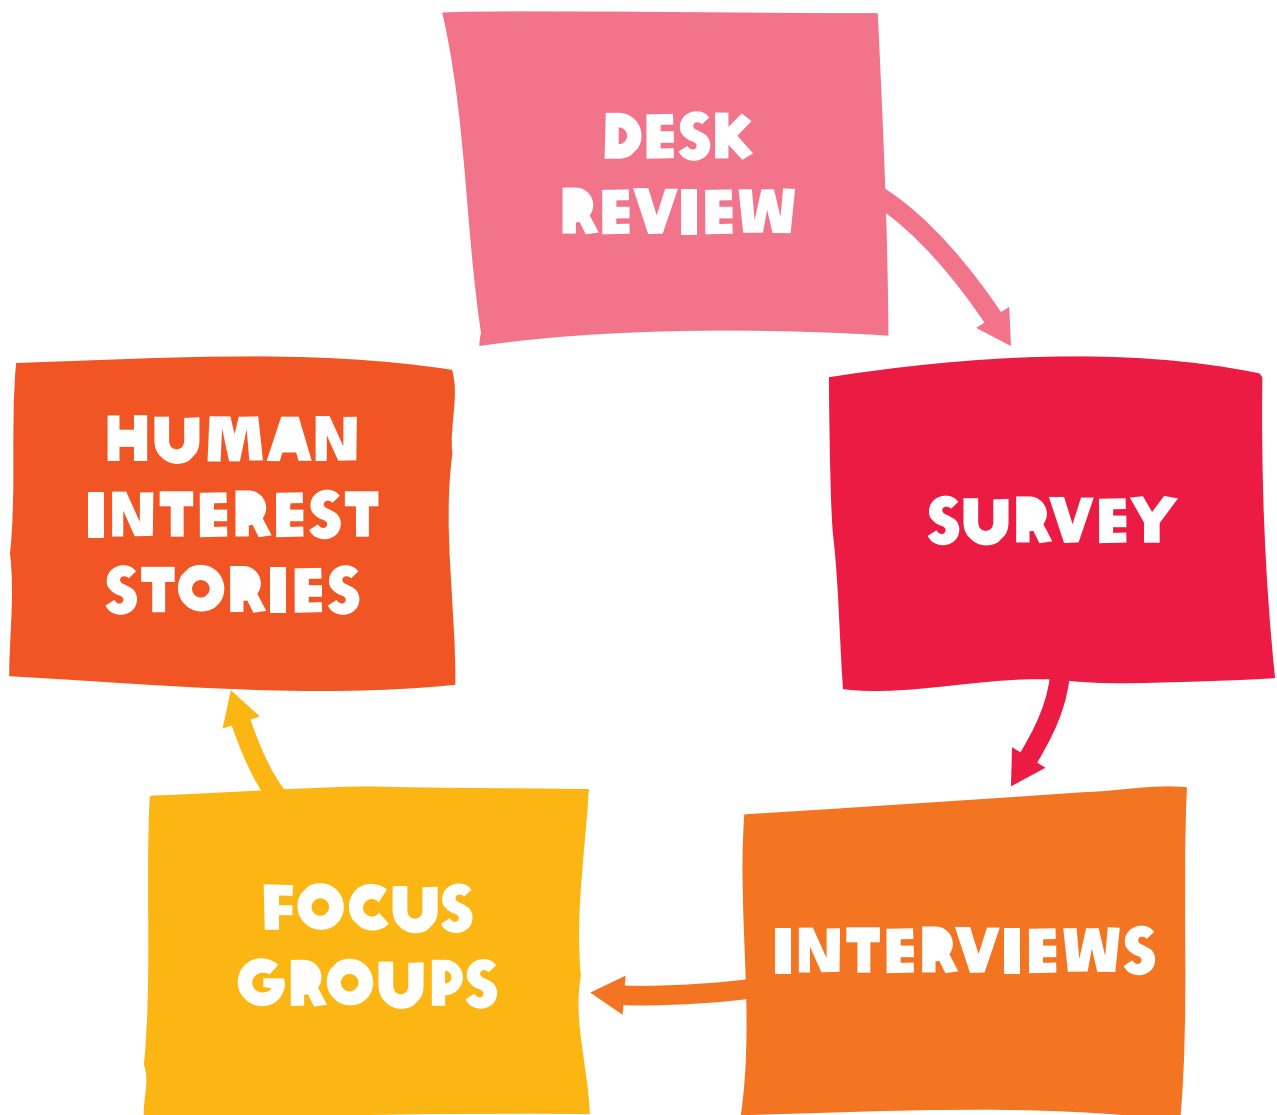 DESK
REVIEW
SURVEY
INTERVIEWS
FOCUS
GROUPS
HUMAN
INTEREST
STORIES